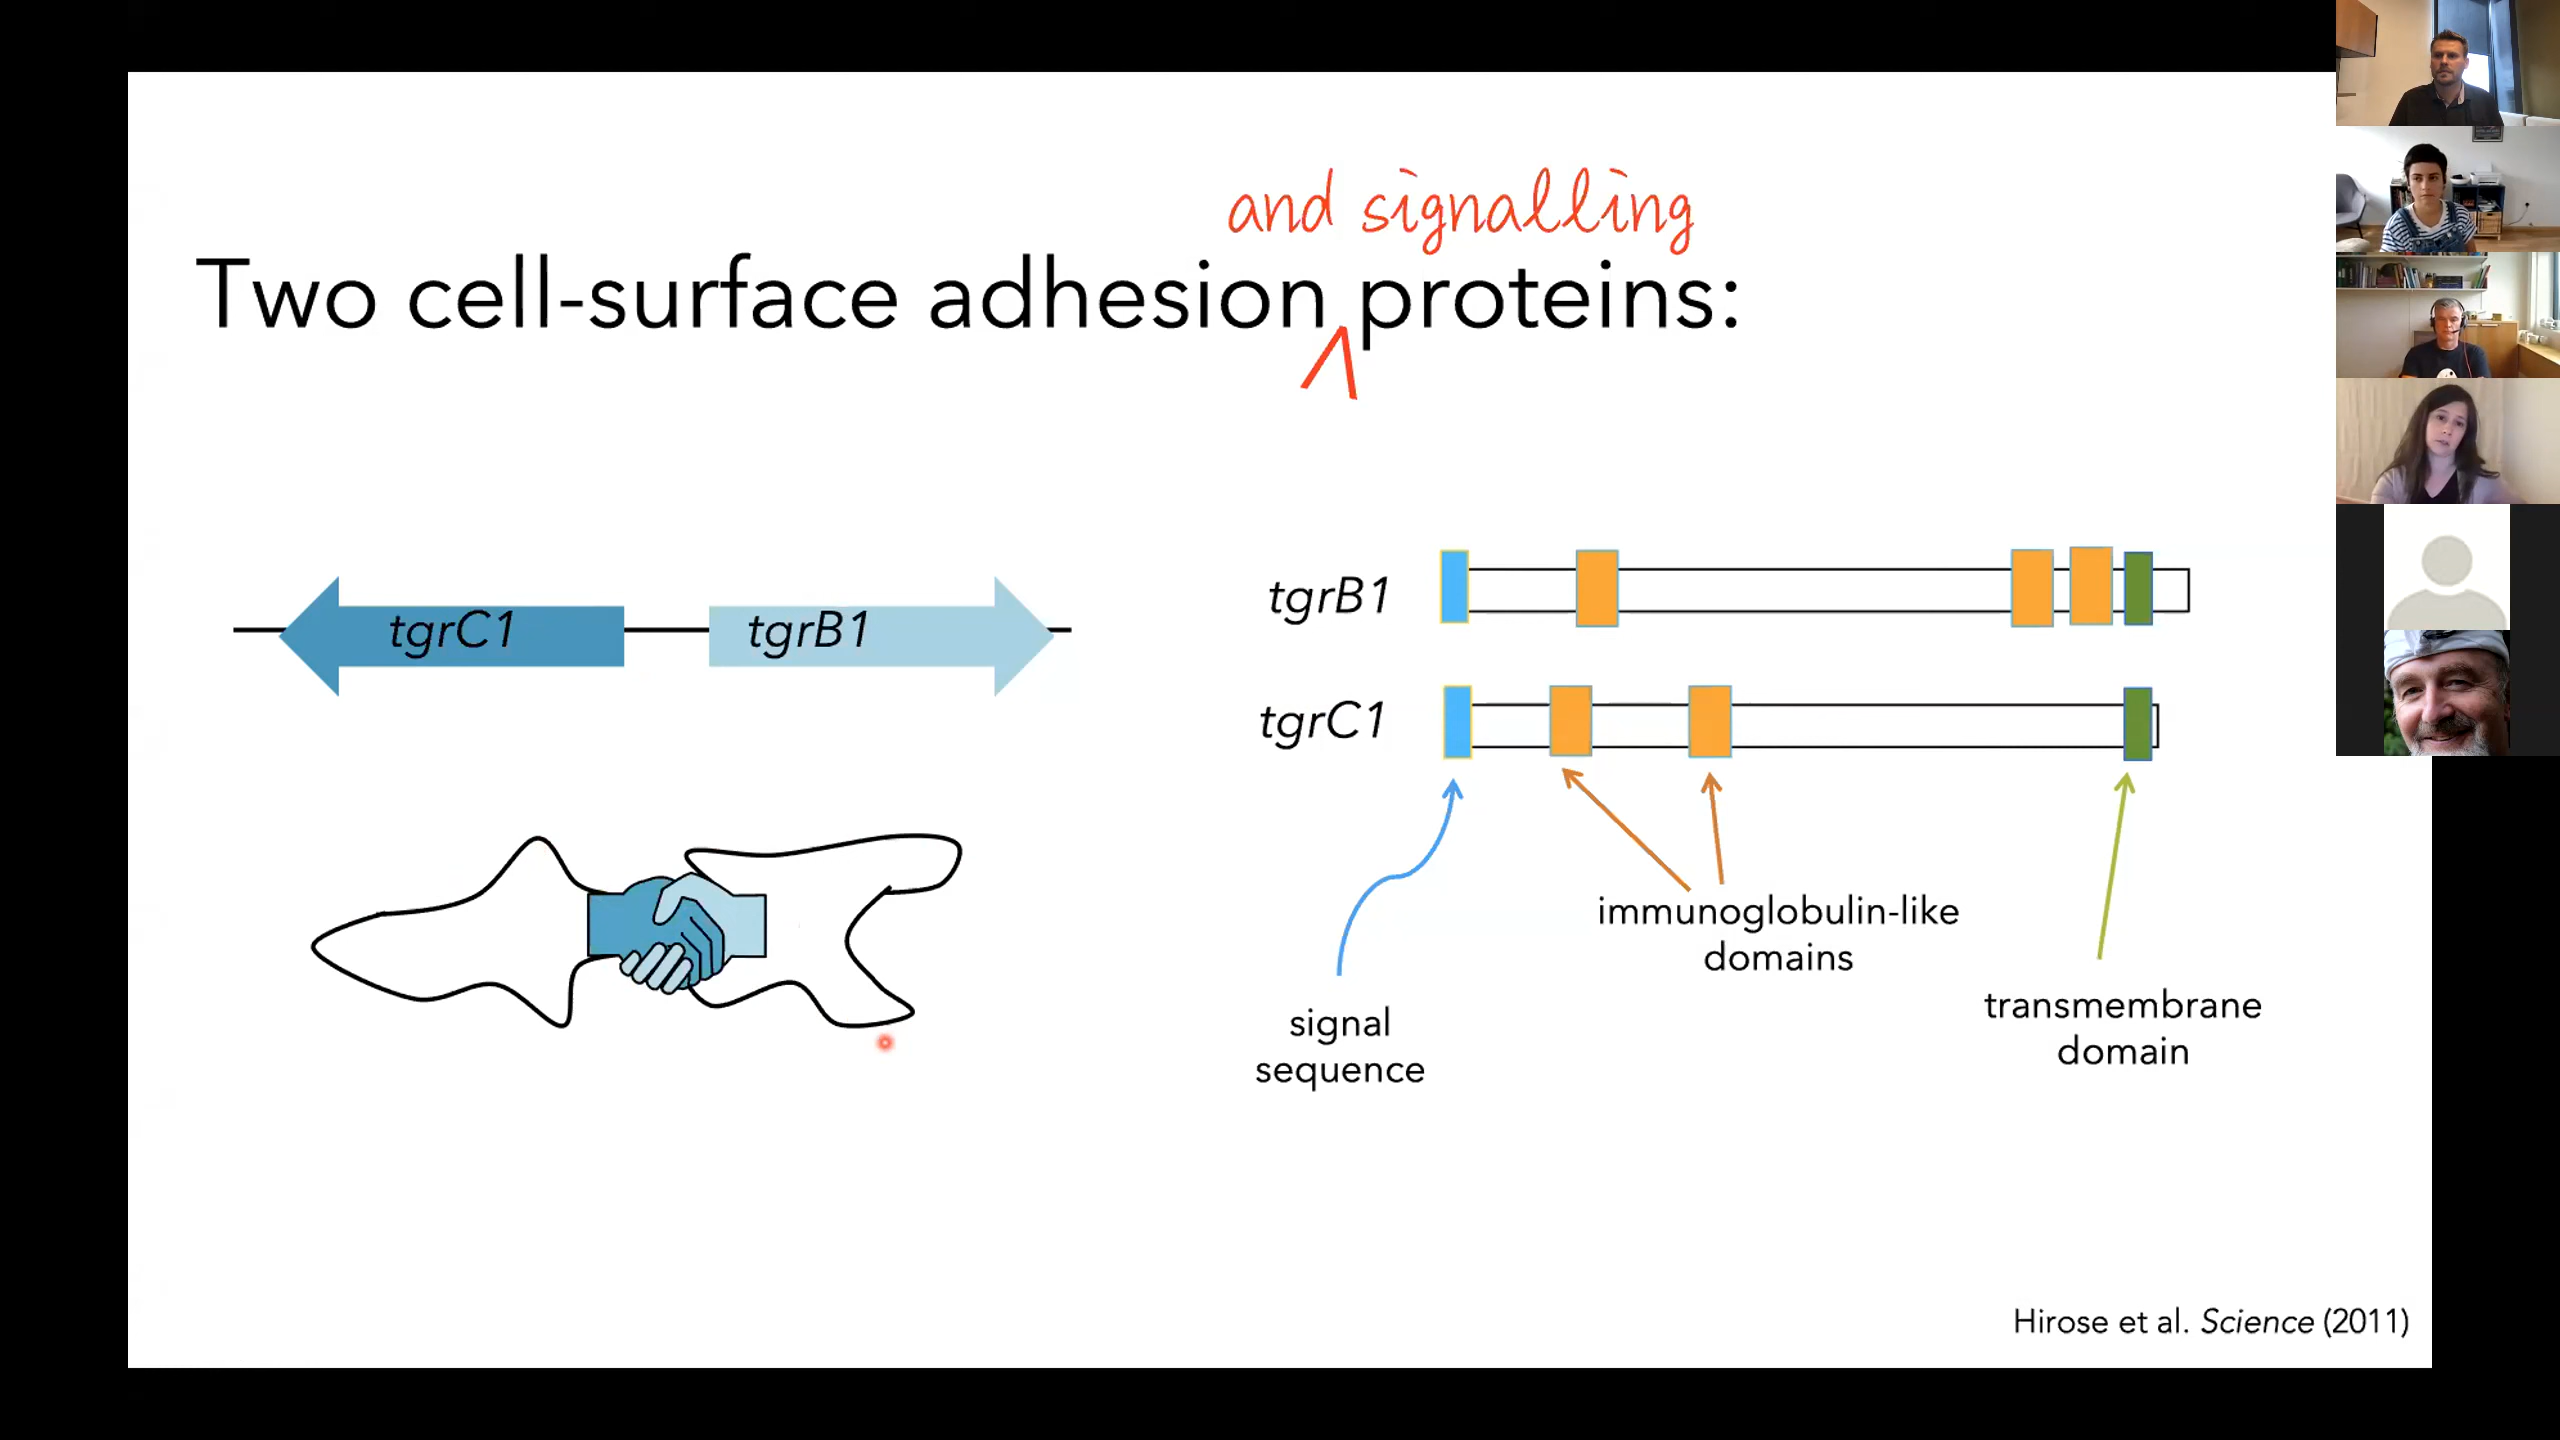 and signalling
Two cell-surface adhesion proteins:
tgrC1
tgrB1
tgrB1
tgrC1
immunoglobulin-like
domains
signal
sequence
transmembrane
domain
Hirose et al. Science (2011)